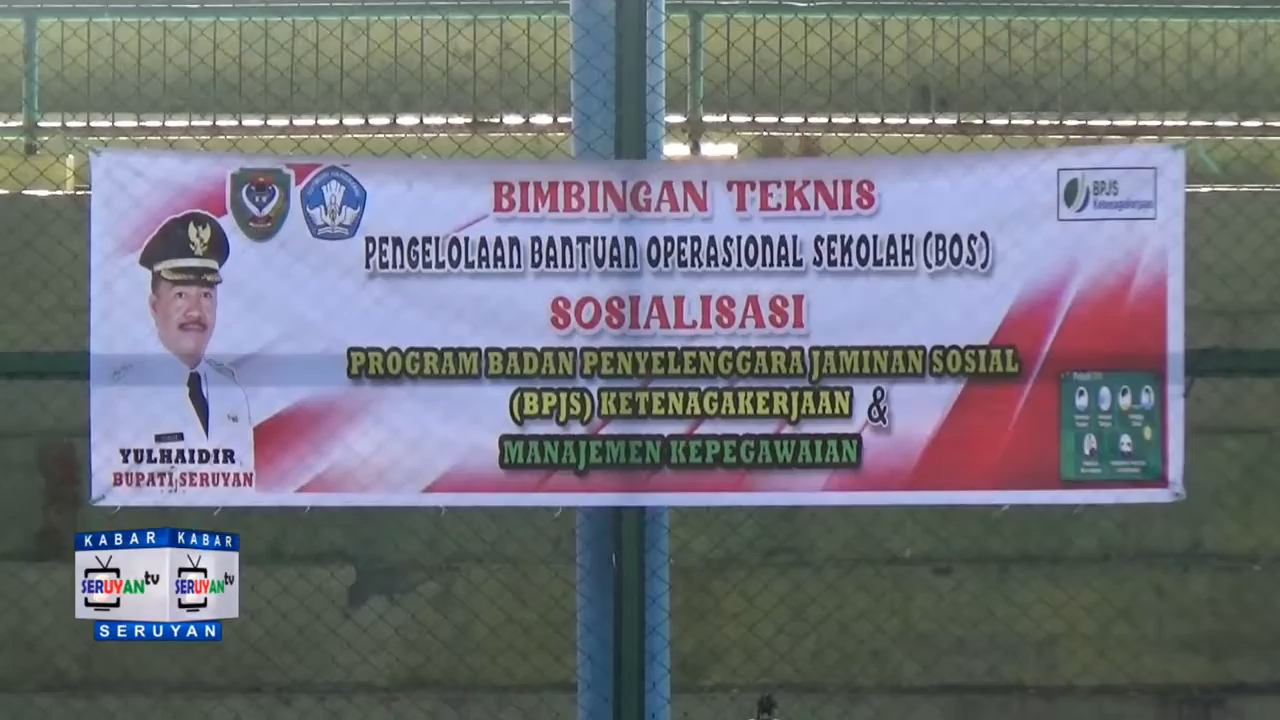 BIMBINGAN TEKNIS
PENGELOLAAN BANTUAN OPERASIONAL SEKOLAH (BOS)
SOSIALISASI
PROGRAM BADAN PENYELENGGARA JAMINAN SOSIAL
(BPJS) KETENAGAKERJAAN &
MANAJEMEN KEPEGAWAIAN
YULHAIDIR
BUPATI SERUYAN
BPJS
Ketenagakerjaan
KABAR KABAR
SERUYAN tv SERUYAN tv
SERUYAN